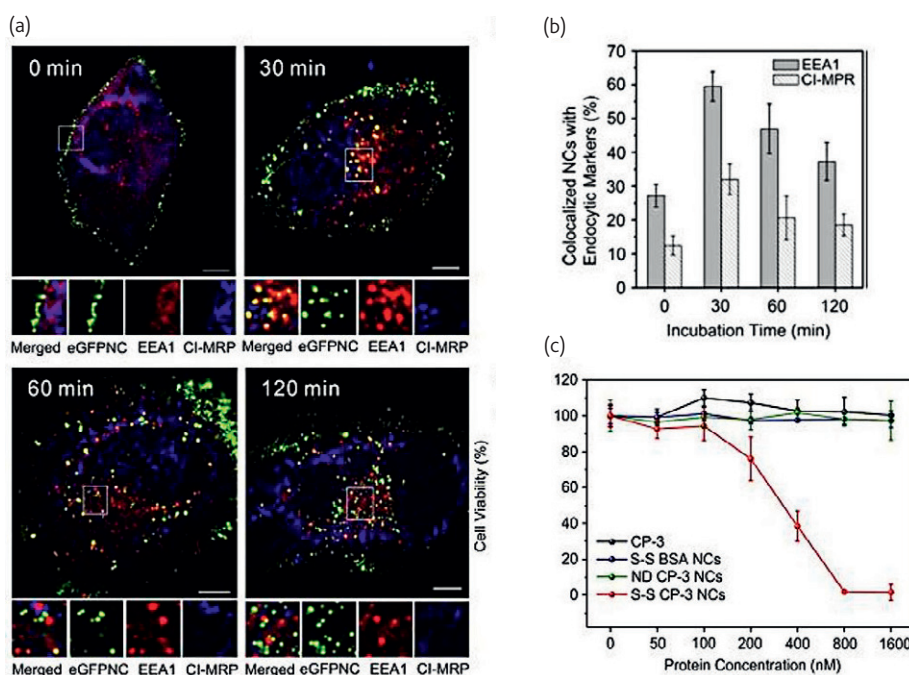 (a)
0 min
30 min
Merged eGFPNC EEA1 CI-MRP
Merged eGFPNC EEA1 CI-MRP
60 min
120 min
Merged eGFPNC EEA1 CI-MRP
Merged eGFPNC EEA1 CI-MRP
(b)
Colocalized NCs with
Endocytic Markers (%)
70
60
50
40
30
20
10
0
EEA1
CI-MPR
0 30 60 120
Incubation Time (min)
(c)
Cell Viability (%)
120
100
80
60
40
20
0
CP-3
S-S BSA NCs
ND CP-3 NCs
S-S CP-3 NCs
0 50 100 200 400 800 1600
Protein Concentration (nM)